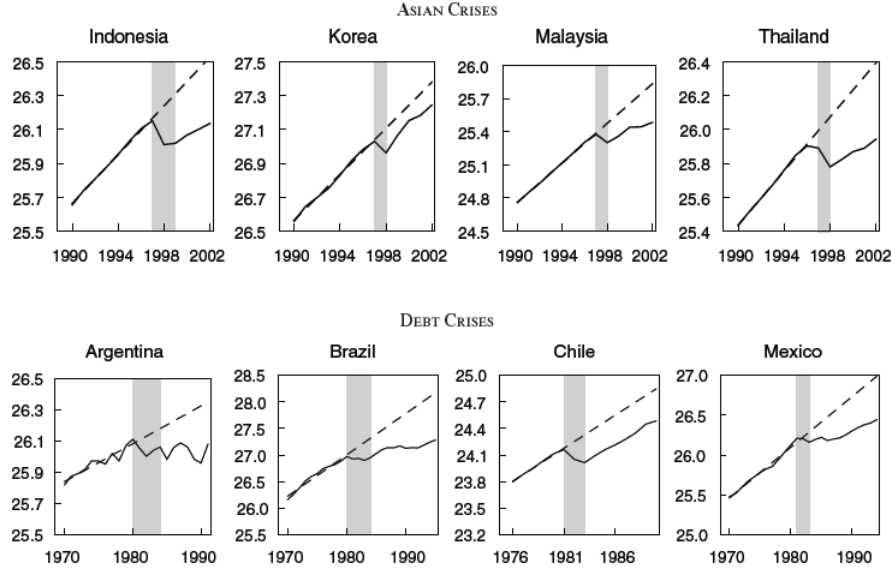 ASIAN CRISES
Indonesia
26.5
26.3
26.1
25.9
25.7
25.5
1990 1994 1998 2002
Korea
27.5
27.3
27.1
26.9
26.7
26.5
1990 1994 1998 2002
Malaysia
26.0
25.7
25.4
25.1
24.8
24.5
1990 1994 1998 2002
Thailand
26.4
26.2
26.0
25.8
25.6
25.4
1990 1994 1998 2002
DEBT CRISES
Argentina
26.5
26.3
26.1
25.9
25.7
25.5
1970 1980 1990
Brazil
28.5
28.0
27.5
27.0
26.5
26.0
25.5
1970 1980 1990
Chile
25.0
24.7
24.4
24.1
23.8
23.5
23.2
1976 1981 1986
Mexico
27.0
26.5
26.0
25.5
25.0
1970 1980 1990